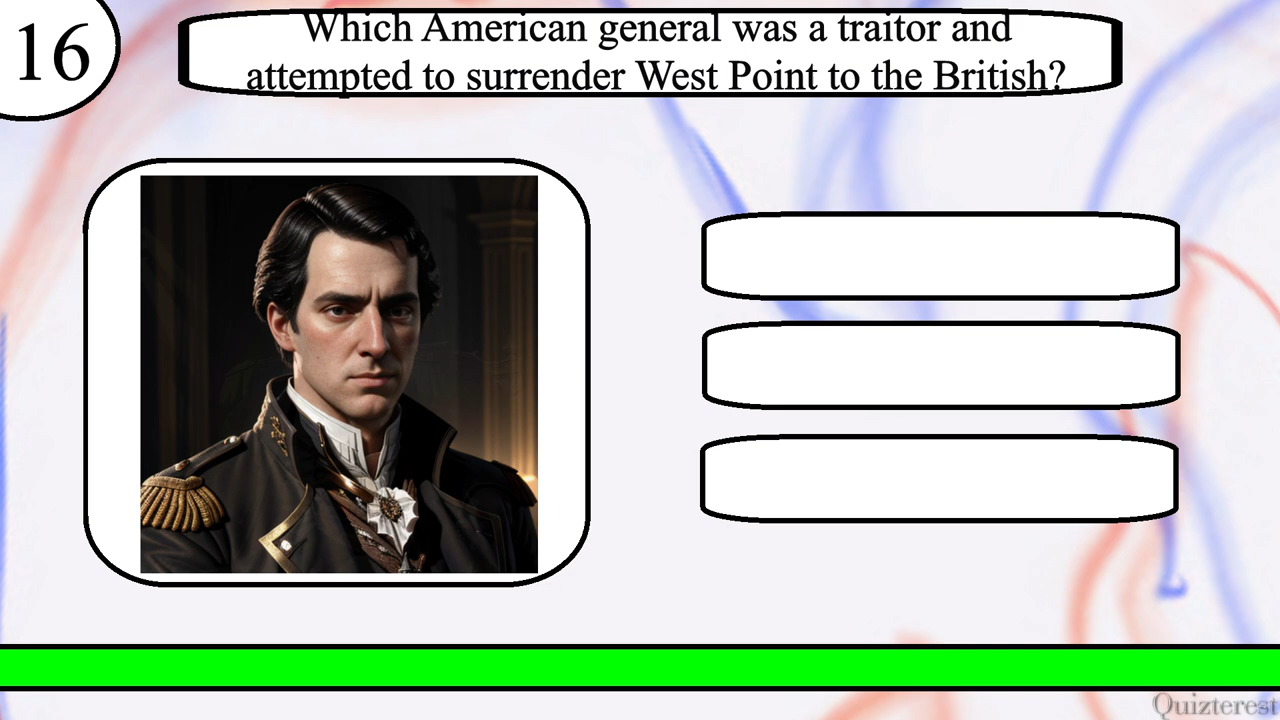 16
Which American general was a traitor and
attempted to surrender West Point to the British?
Quizterest